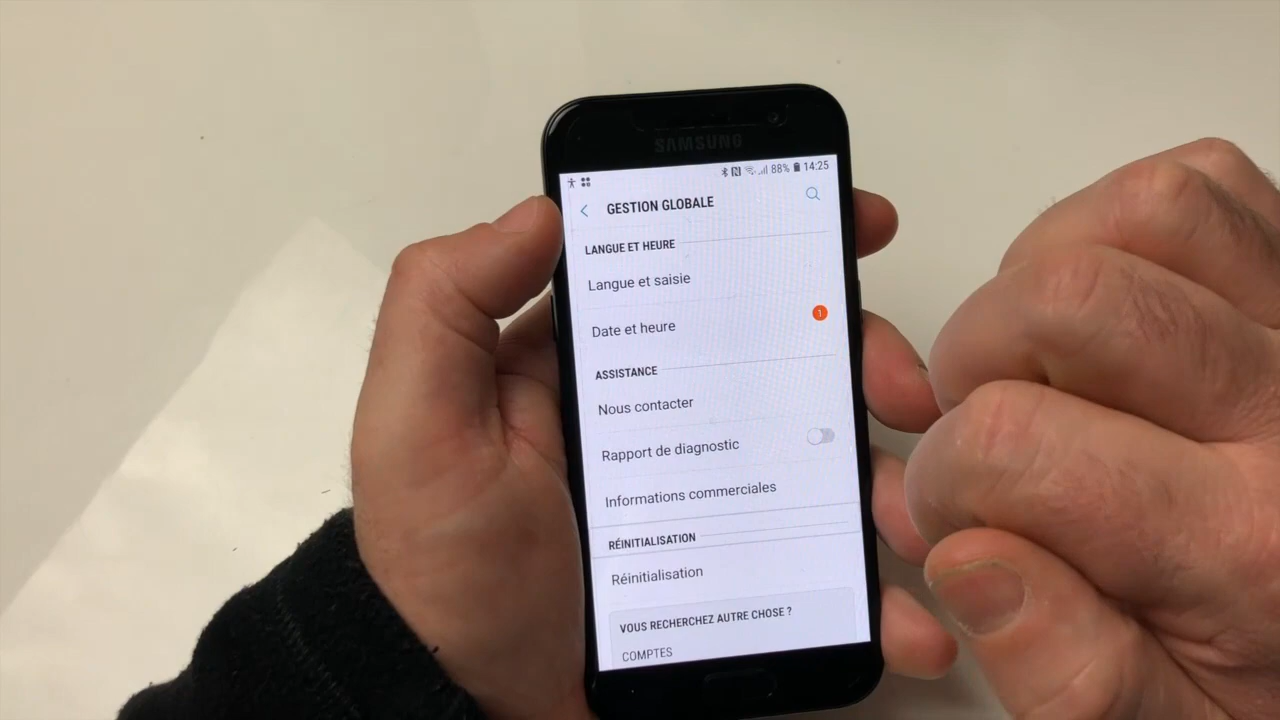 SAMSUNG
88% 14:25
GESTION GLOBALE
LANGUE ET HEURE
Langue et saisie
Date et heure
1
ASSISTANCE
Nous contacter
Rapport de diagnostic
Informations commerciales
RÉINITIALISATION
Réinitialisation
VOUS RECHERCHEZ AUTRE CHOSE ?
COMPTES